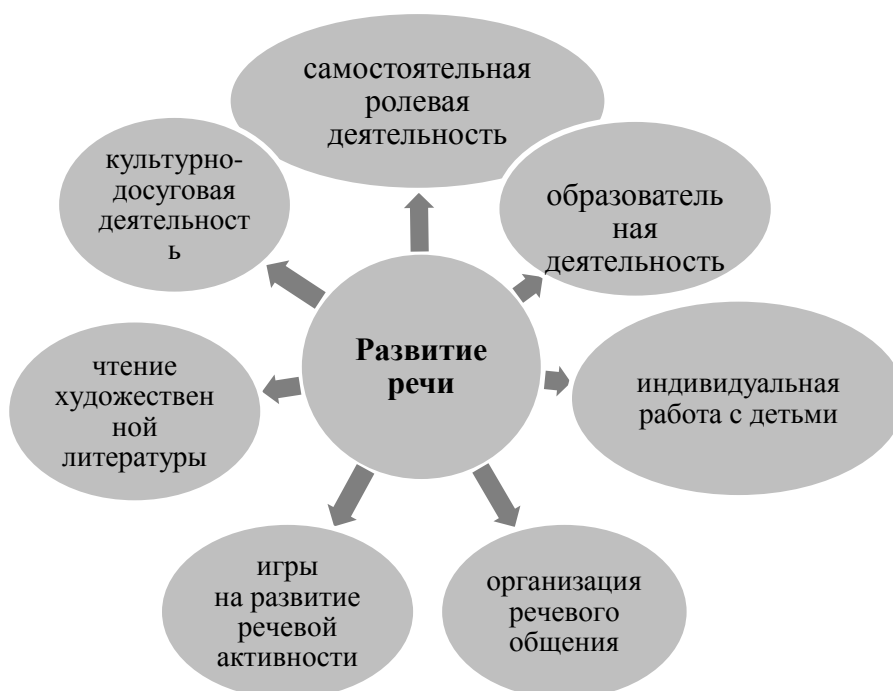 самостоятельная
ролевая
деятельность
культурно-
досуговая
деятельност
ь
образователь
ная
деятельность
Развитие
речи
чтение
художествен
ной
литературы
индивидуальная
работа с детьми
игры
на развитие
речевой
активности
организация
речевого
общения